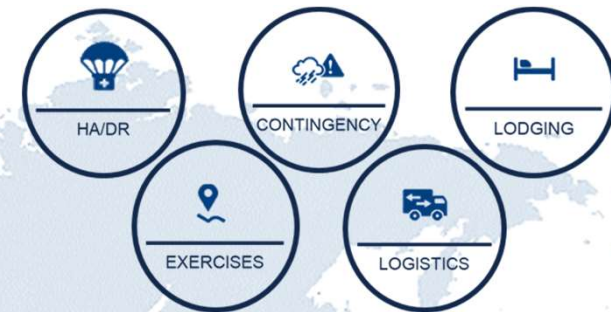 HA/DR
CONTINGENCY
LODGING
EXERCISES
LOGISTICS